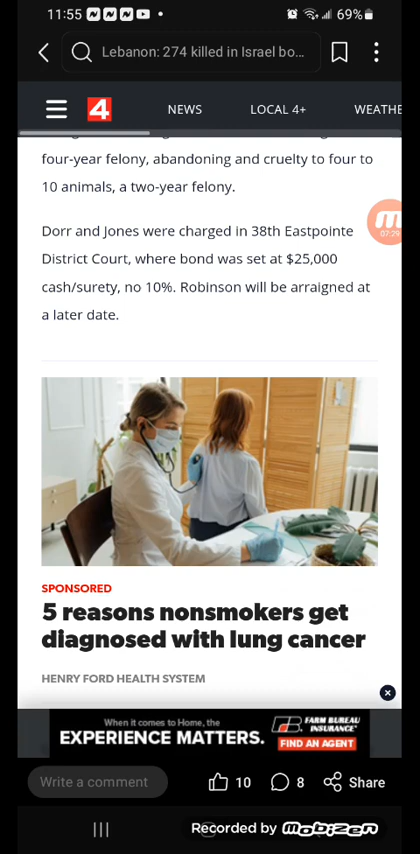 11:55
69%
Lebanon: 274 killed in Israel bo...
4
NEWS
LOCAL 4+
WEATHE
four-year felony, abandoning and cruelty to four to
10 animals, a two-year felony.
07:29
Dorr and Jones were charged in 38th Eastpointe
District Court, where bond was set at $25,000
cash/surety, no 10%. Robinson will be arraigned at
a later date.
SPONSORED
5 reasons nonsmokers get
diagnosed with lung cancer
HENRY FORD HEALTH SYSTEM
When it comes to Home, the
EXPERIENCE MATTERS.
FARM BUREAU
INSURANCE
FIND AN AGENT
Write a comment
10
8
Share
Recorded by mobizen